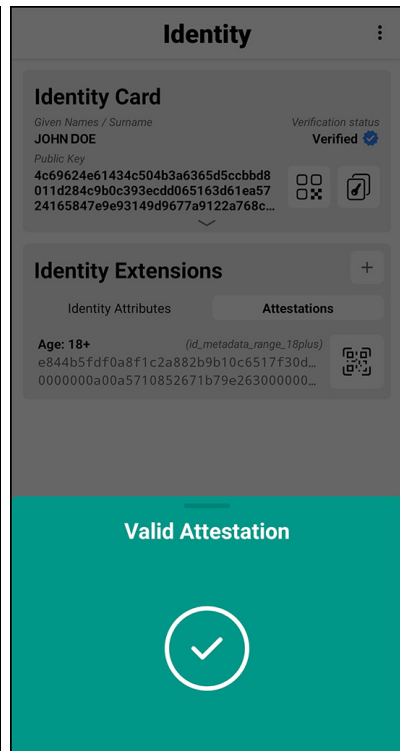 Identity
Identity Card
Given Names / Surname
Verification status
JOHN DOE
Verified
Public Key
4c69624e61434c504b3a6365d5ccbbd8
011d284c9b0c393ecdd065163d61ea57
24165847e9e93149d9677a9122a768c...
Identity Extensions
+
Identity Attributes
Attestations
Age: 18+
(id_metadata_range_18plus)
e844b5fdf0a8f1c2a882b9b10c6517f30d...
0000000a00a5710852671b79e263000000...
Valid Attestation